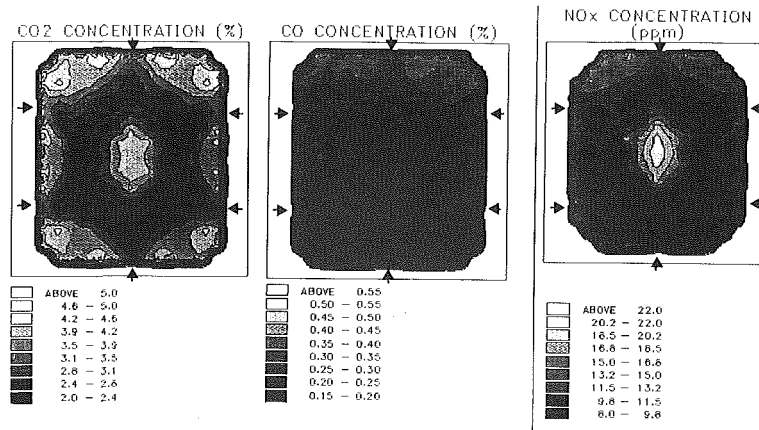 CO2 CONCENTRATION (%)
CO CONCENTRATION (%)
NOx CONCENTRATION
(ppm)
ABOVE 5.0
4.6 - 5.0
4.2 - 4.6
3.9 - 4.2
3.5 - 3.9
3.1 - 3.5
2.8 - 3.1
2.4 - 2.8
2.0 - 2.4
ABOVE 0.55
0.50 - 0.55
0.45 - 0.50
0.40 - 0.45
0.35 - 0.40
0.30 - 0.35
0.25 - 0.30
0.20 - 0.25
0.15 - 0.20
ABOVE 22.0
20.2 - 22.0
18.5 - 20.2
16.8 - 18.5
15.0 - 16.8
13.2 - 15.0
11.5 - 13.2
9.8 - 11.5
8.0 - 9.8